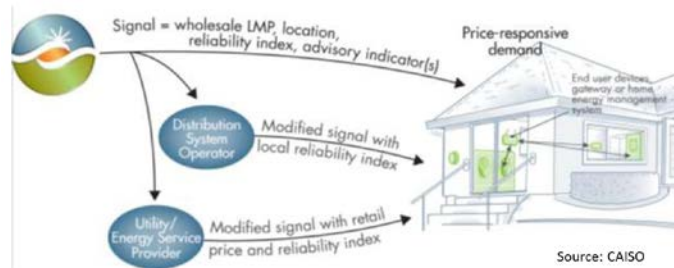 Signal = wholesale LMP, location,
reliability index, advisory indicator(s)
Price-responsive
demand
End user devices,
gateway or home
energy management
system
Distribution
System
Operator
Modified signal with
local reliability index
Utility/
Energy Service
Provider
Modified signal with retail
price and reliability index
Source: CAISO